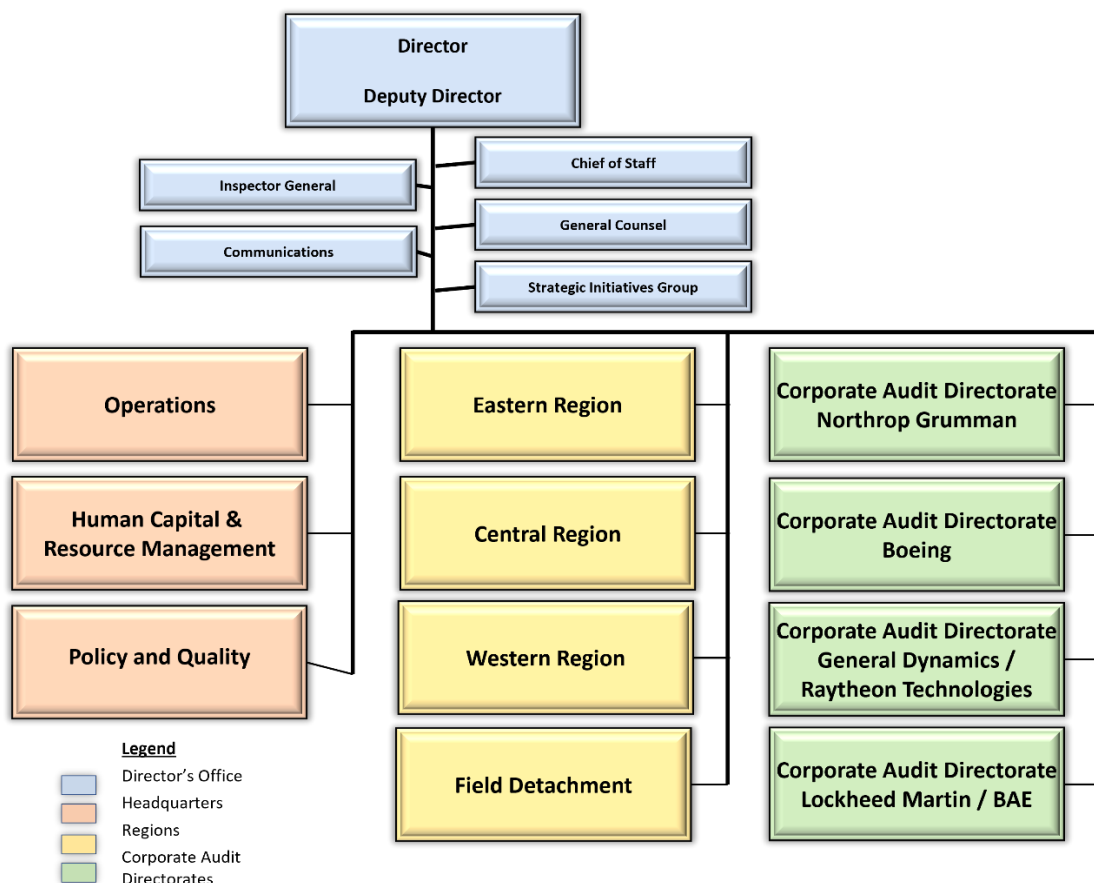 Director
Deputy Director
Inspector General
Chief of Staff
Communications
General Counsel
Strategic Initiatives Group
Operations
Human Capital &
Resource Management
Policy and Quality
Eastern Region
Central Region
Western Region
Field Detachment
Corporate Audit Directorate
Northrop Grumman
Corporate Audit Directorate
Boeing
Corporate Audit Directorate
General Dynamics /
Raytheon Technologies
Corporate Audit Directorate
Lockheed Martin / BAE
Legend
Director’s Office
Headquarters
Regions
Corporate Audit
Directorates